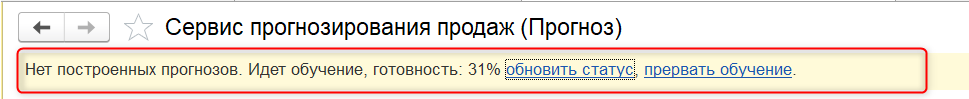 Сервис прогнозирования продаж (Прогноз)
Нет построенных прогнозов. Идет обучение, готовность: 31% обновить статус, прервать обучение.